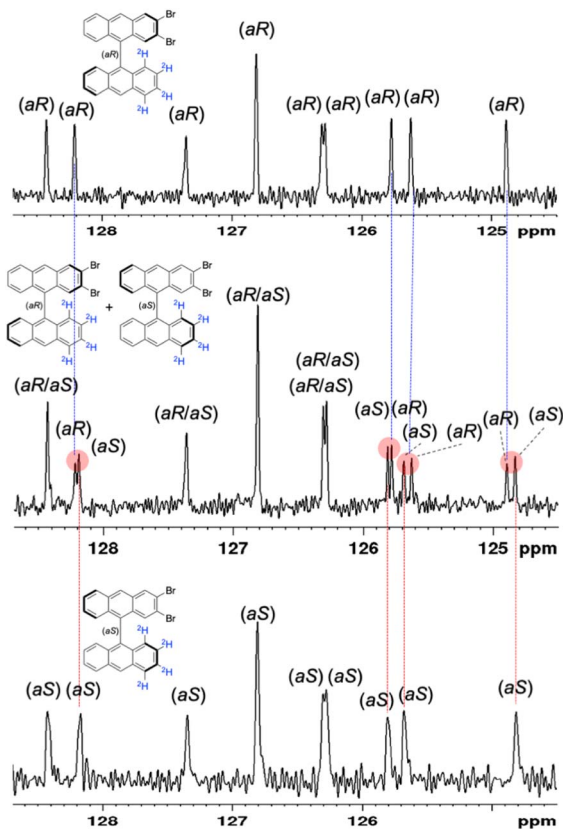 Br
Br
(aR)
²H
²H
²H
²H
(aR)
(aR) (aR)
(aR)
(aR) (aR)
(aR) (aR)
(aR)
128
127
126
125
ppm
Br
Br
(aR)
²H
²H
²H
²H
+
Br
Br
(aS)
²H
²H
²H
²H
(aR/aS)
(aR/aS)
(aR/aS)
(aR/aS)
(aR/aS)
(aR)
(aS)
(aS)
(aR)
(aS)
(aR)
(aR)
(aS)
128
127
126
125
ppm
Br
Br
(aS)
²H
²H
²H
²H
(aS)
(aS) (aS)
(aS)
(aS) (aS)
(aS)
(aS)
(aS)
128
127
126
125
ppm